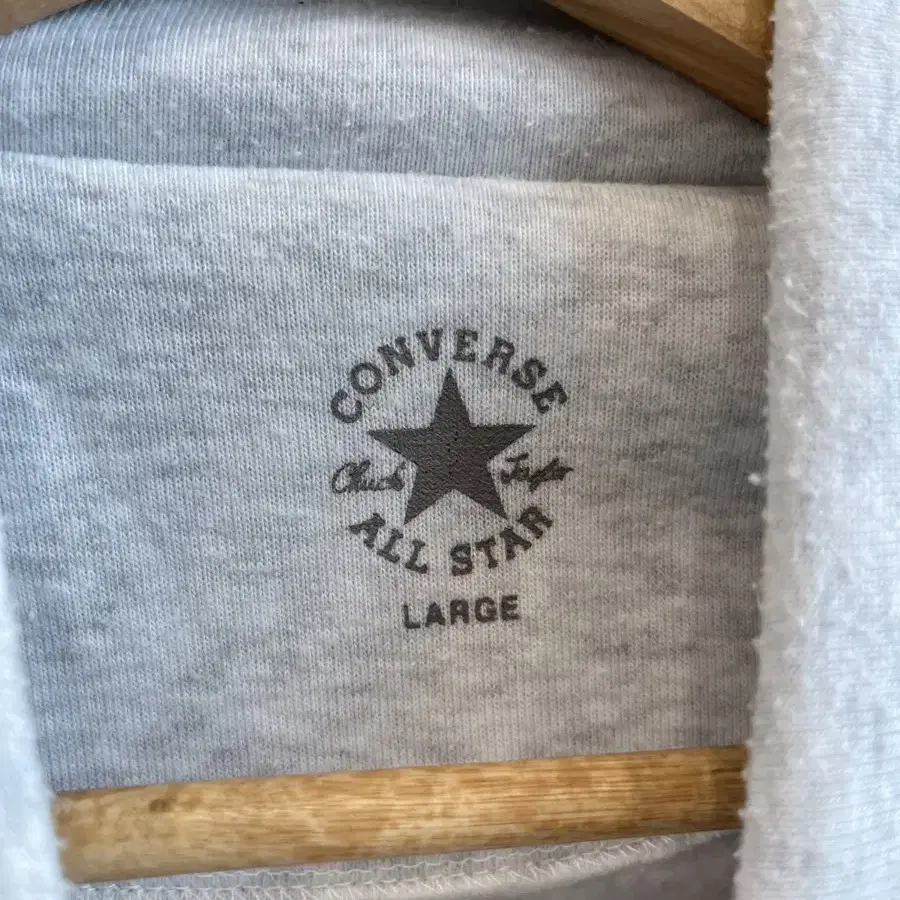 CONVERSE
Chuck Taylor
ALL STAR
LARGE